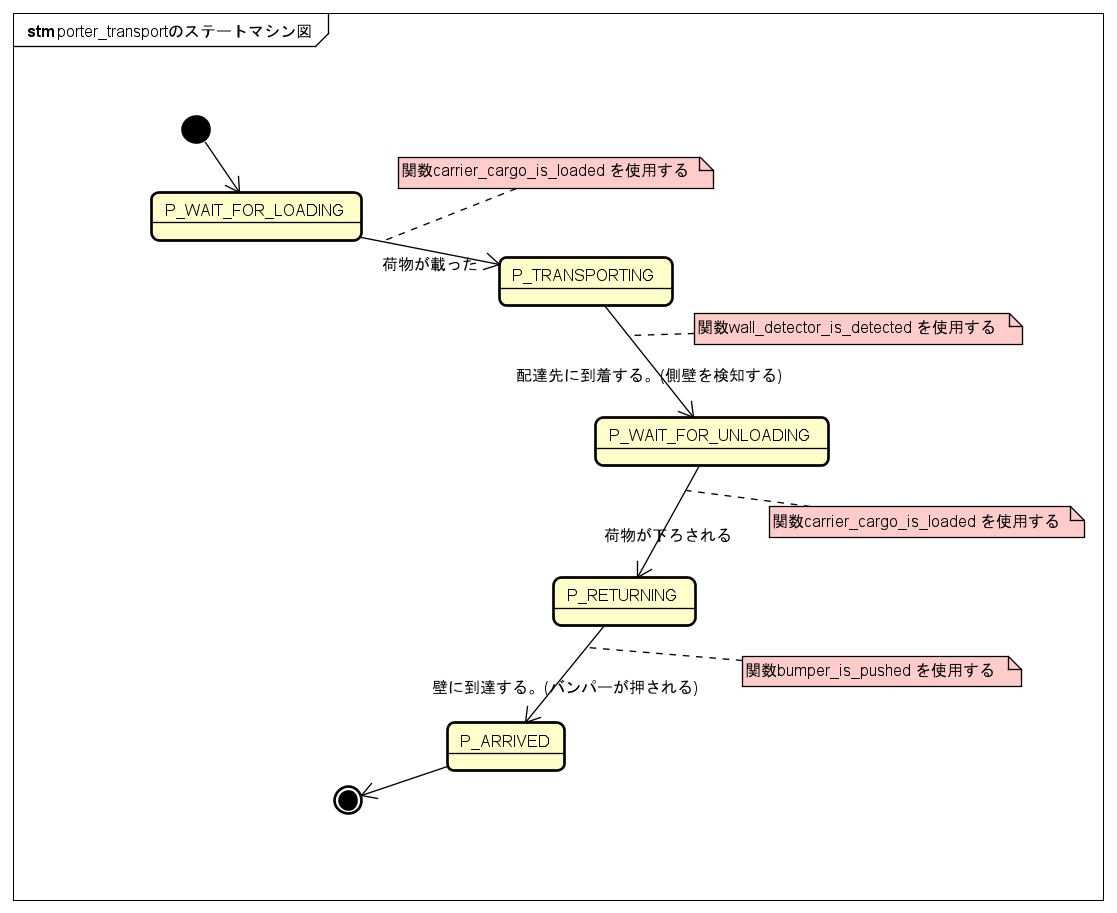 stm porter_transportのステートマシン図
関数carrier_cargo_is_loaded を使用する
P_WAIT_FOR_LOADING
荷物が載った
P_TRANSPORTING
関数wall_detector_is_detected を使用する
配達先に到着する。(側壁を検知する)
P_WAIT_FOR_UNLOADING
関数carrier_cargo_is_loaded を使用する
荷物が下ろされる
P_RETURNING
関数bumper_is_pushed を使用する
壁に到達する。(バンパーが押される)
P_ARRIVED